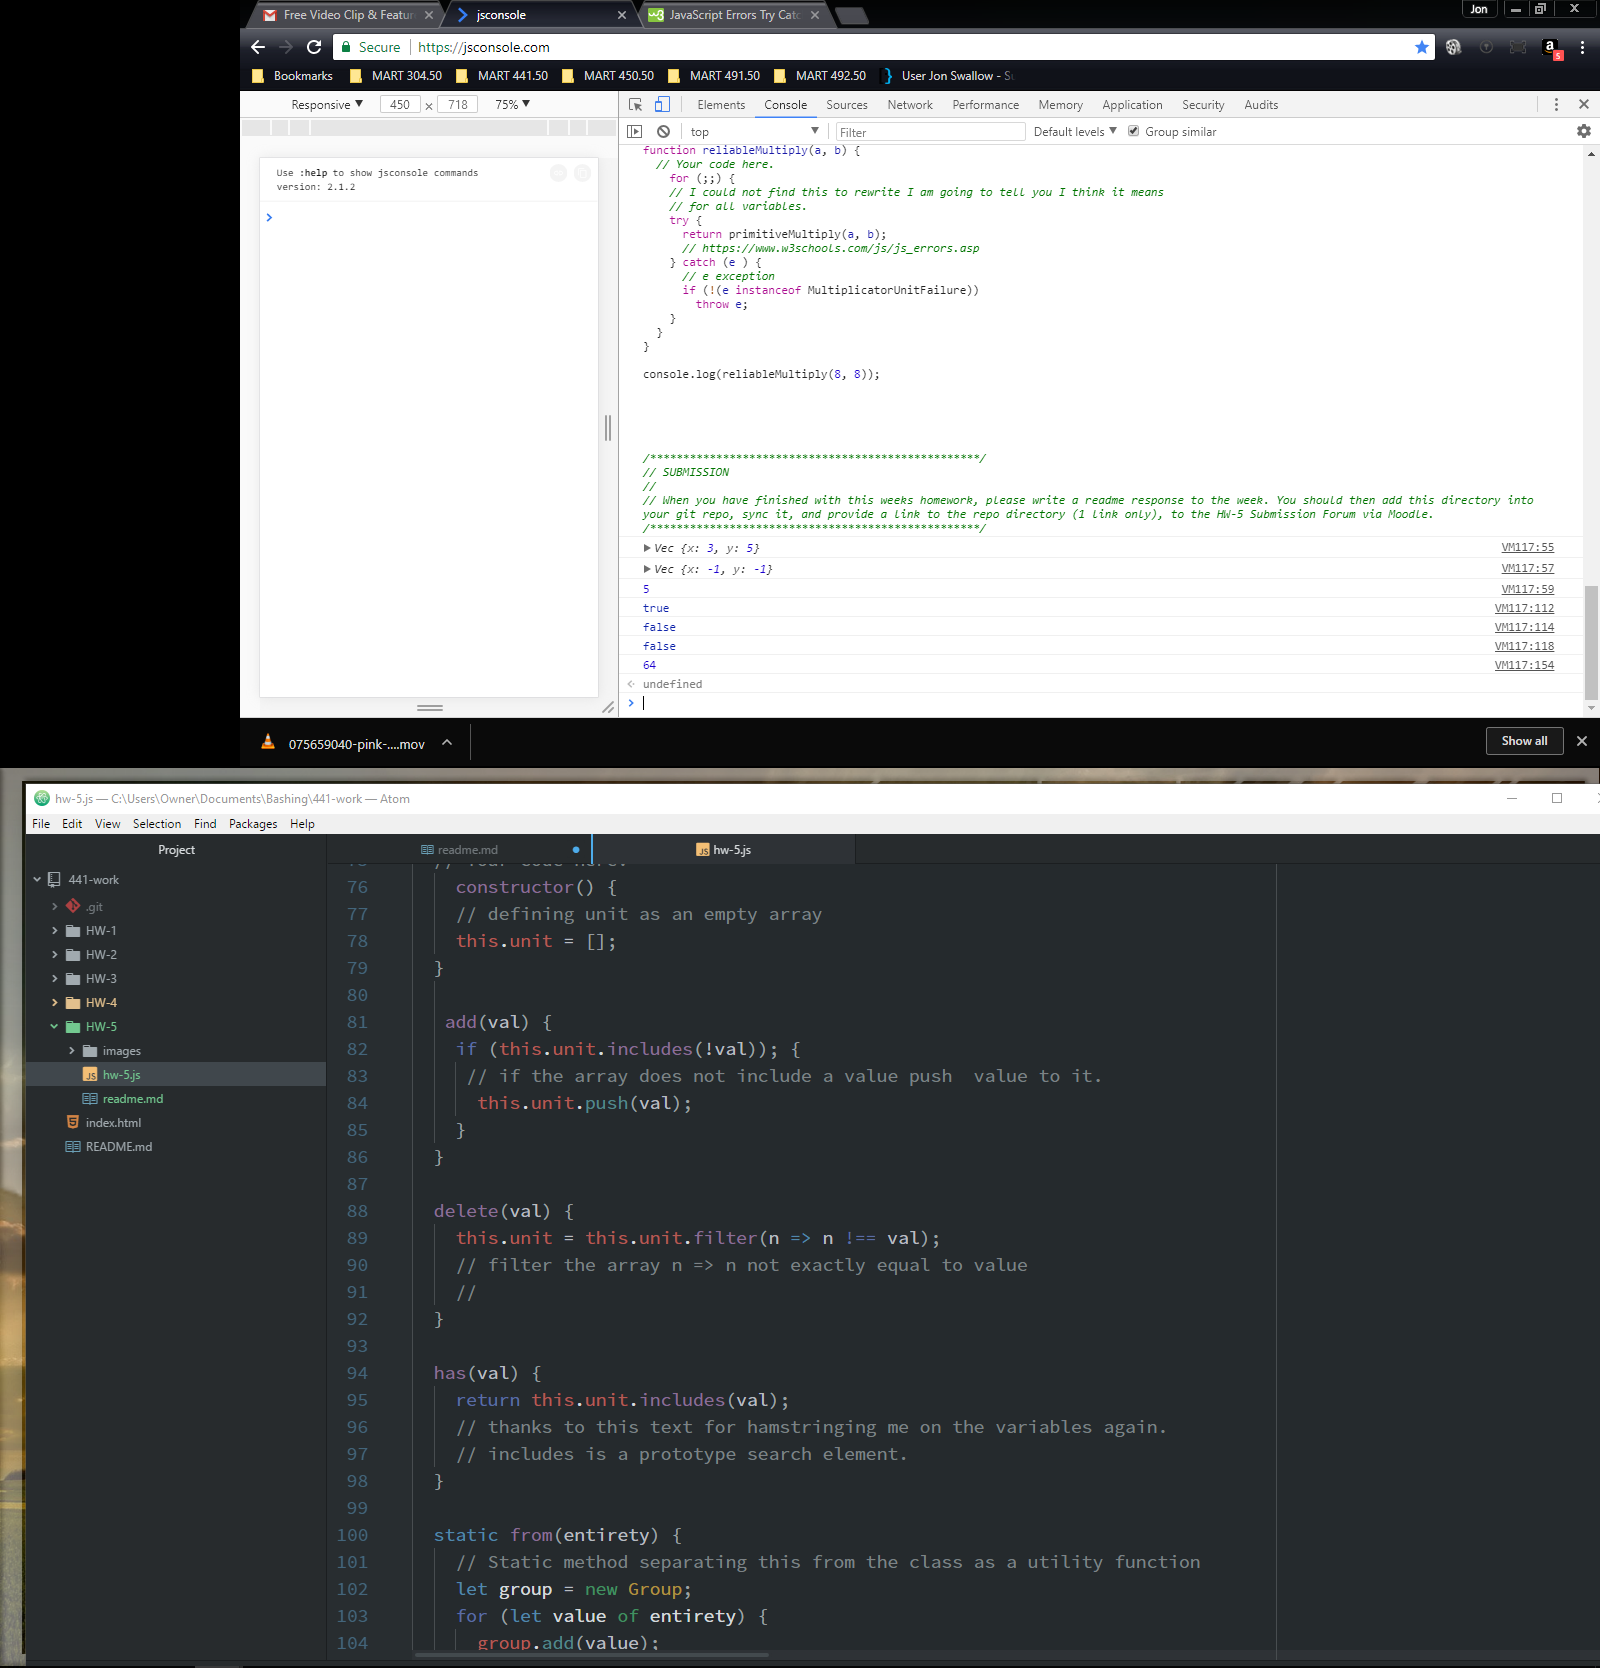 Jon
Free Video Clip & Featur
jsconsole
JavaScript Errors Try Catc
Secure
https://jsconsole.com
Bookmarks
MART 304.50
MART 441.50
MART 450.50
MART 491.50
MART 492.50
User Jon Swallow - Su
Responsive ▼
450 × 718
75% ▼
Elements
Console
Sources
Network
Performance
Memory
Application
Security
Audits
top ▼
Filter
Default levels ▼
Group similar
Use :help to show jsconsole commands
version: 2.1.2
>
function reliableMultiply(a, b) {
// Your code here.
for (;;) {
// I could not find this to rewrite I am going to tell you I think it means
// for all variables.
try {
return primitiveMultiply(a, b);
// https://www.w3schools.com/js/js_errors.asp
} catch (e ) {
// e exception
if (!(e instanceof MultiplicatorUnitFailure))
throw e;
}
}
}
console.log(reliableMultiply(8, 8));
/**************************************************/
// SUBMISSION
//
// When you have finished with this weeks homework, please write a readme response to the week. You should then add this directory into
your git repo, sync it, and provide a link to the repo directory (1 link only), to the HW-5 Submission Forum via Moodle.
/**************************************************/
▶ Vec {x: 3, y: 5} VM117:55
▶ Vec {x: -1, y: -1} VM117:57
5 VM117:59
true VM117:112
false VM117:114
false VM117:118
64 VM117:154
undefined
>
075659040-pink-....mov
Show all
hw-5.js — C:\Users\Owner\Documents\Bashing\441-work — Atom
File Edit View Selection Find Packages Help
Project
readme.md
hw-5.js
441-work
.git
HW-1
HW-2
HW-3
HW-4
HW-5
images
hw-5.js
readme.md
index.html
README.md
76 constructor() {
77 // defining unit as an empty array
78 this.unit = [];
79 }
80
81 add(val) {
82 if (this.unit.includes(!val)); {
83 // if the array does not include a value push  value to it.
84 this.unit.push(val);
85 }
86 }
87
88 delete(val) {
89 this.unit = this.unit.filter(n => n !== val);
90 // filter the array n => n not exactly equal to value
91 //
92 }
93
94 has(val) {
95 return this.unit.includes(val);
96 // thanks to this text for hamstringing me on the variables again.
97 // includes is a prototype search element.
98 }
99
100 static from(entirety) {
101 // Static method separating this from the class as a utility function
102 let group = new Group;
103 for (let value of entirety) {
104 group.add(value);